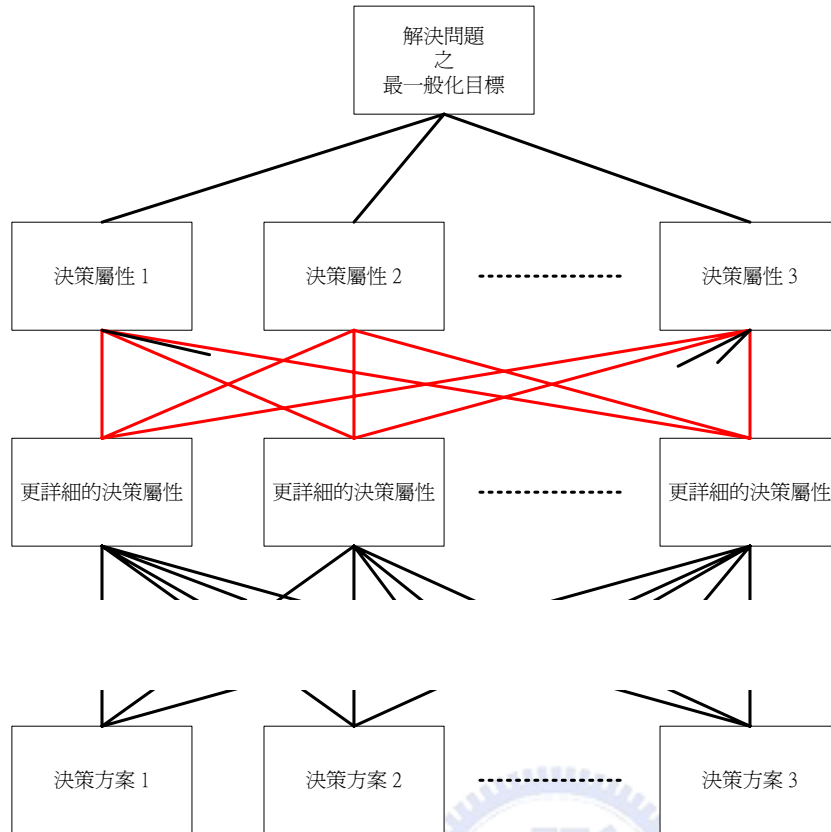 解決問題
之
最一般化目標
決策屬性 1
決策屬性 2
決策屬性 3
更詳細的決策屬性
更詳細的決策屬性
更詳細的決策屬性
決策方案 1
決策方案 2
決策方案 3